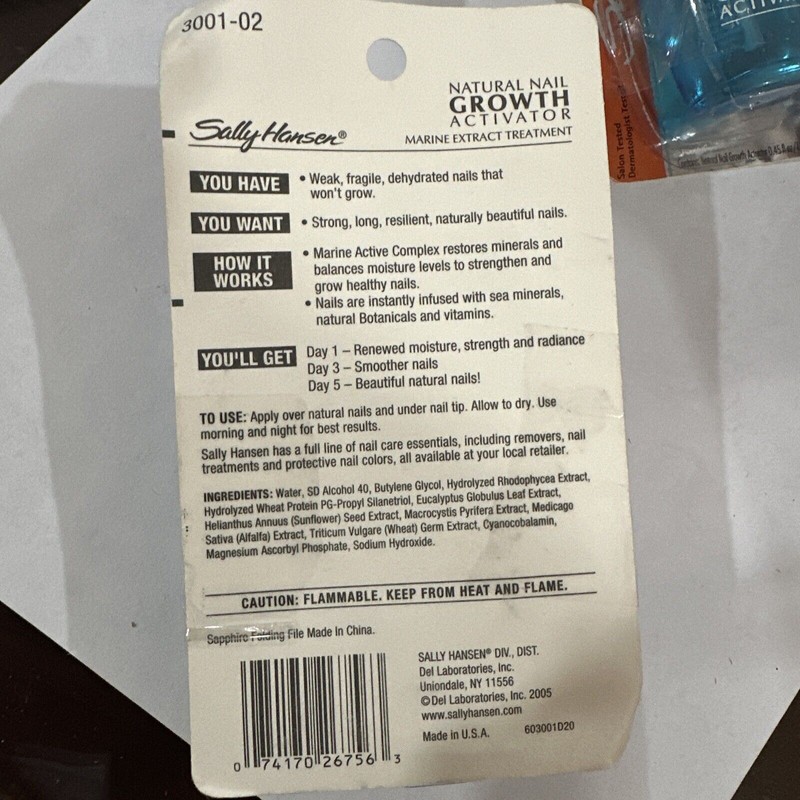 3001-02
NATURAL NAIL
GROWTH
ACTIVATOR
MARINE EXTRACT TREATMENT
Sally Hansen®
YOU HAVE
• Weak, fragile, dehydrated nails that
won't grow.
YOU WANT
• Strong, long, resilient, naturally beautiful nails.
HOW IT
WORKS
• Marine Active Complex restores minerals and
balances moisture levels to strengthen and
grow healthy nails.
• Nails are instantly infused with sea minerals,
natural Botanicals and vitamins.
YOU'LL GET
Day 1 – Renewed moisture, strength and radiance
Day 3 – Smoother nails
Day 5 – Beautiful natural nails!
TO USE: Apply over natural nails and under nail tip. Allow to dry. Use
morning and night for best results.
Sally Hansen has a full line of nail care essentials, including removers, nail
treatments and protective nail colors, all available at your local retailer.
INGREDIENTS: Water, SD Alcohol 40, Butylene Glycol, Hydrolyzed Rhodophycea Extract,
Hydrolyzed Wheat Protein PG-Propyl Silanetriol, Eucalyptus Globulus Leaf Extract,
Helianthus Annuus (Sunflower) Seed Extract, Macrocystis Pyrifera Extract, Medicago
Sativa (Alfalfa) Extract, Triticum Vulgare (Wheat) Germ Extract, Cyanocobalamin,
Magnesium Ascorbyl Phosphate, Sodium Hydroxide.
CAUTION: FLAMMABLE. KEEP FROM HEAT AND FLAME.
Sapphire Folding File Made In China.
SALLY HANSEN® DIV., DIST.
Del Laboratories, Inc.
Uniondale, NY 11556
© Del Laboratories, Inc. 2005
www.sallyhansen.com
Made in U.S.A. 603001D20
0 74170 26756 3
Salon Tested
Dermatologist Tested